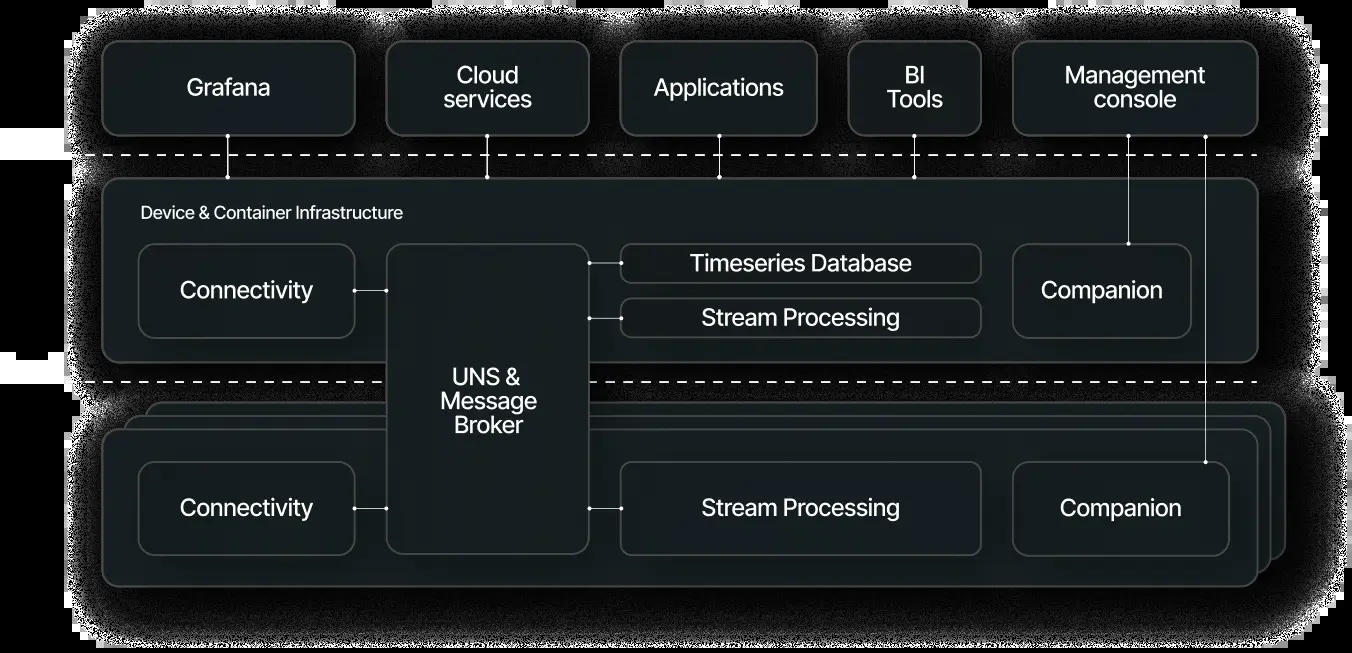 Grafana
Cloud
services
Applications
BI
Tools
Management
console
Device & Container Infrastructure
Connectivity
Timeseries Database
Stream Processing
Companion
UNS &
Message
Broker
Connectivity
Stream Processing
Companion